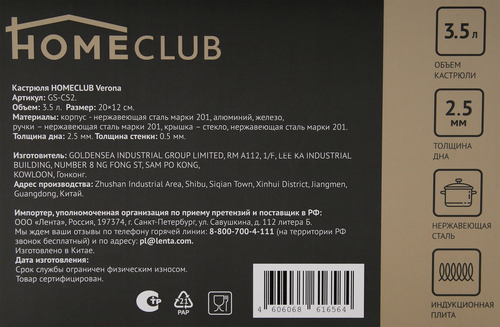 HOMECLUB
Кастрюля HOMECLUB Verona
Артикул: GS-CS2.
Объем: 3.5 л. Размер: 20×12 см.
Материалы: корпус - нержавеющая сталь марки 201, алюминий, железо,
ручки – нержавеющая сталь марки 201, крышка – стекло, нержавеющая сталь марки 201.
Толщина дна: 2.5 мм. Толщина стенки: 0.5 мм.
Изготовитель: GOLDENSEA INDUSTRIAL GROUP LIMITED, RM A112, 1/F, LEE KA INDUSTRIAL
BUILDING, NUMBER 8 NG FONG ST, SAM PO KONG,
KOWLOON, Гонконг.
Адрес производства: Zhushan Industrial Area, Shibu, Siqian Town, Xinhui District, Jiangmen,
Guangdong, Китай.
Импортер, уполномоченная организация по приему претензий и поставщик в РФ:
ООО «Лента», Россия, 197374, г. Санкт-Петербург, ул. Савушкина, д. 112 литера Б.
Мы ждем ваши отзывы по телефону горячей линии: 8-800-700-4-111 (на территории РФ
звонок бесплатный) и по адресу pl@lenta.com.
Изготовлено в Китае.
Дата изготовления:
Срок службы ограничен физическим износом.
Товар сертифицирован.
21
PAP
4 606068 616564
3.5 л
ОБЪЕМ
КАСТРЮЛИ
2.5
мм
ТОЛЩИНА
ДНА
НЕРЖАВЕЮЩАЯ
СТАЛЬ
ИНДУКЦИОННАЯ
ПЛИТА